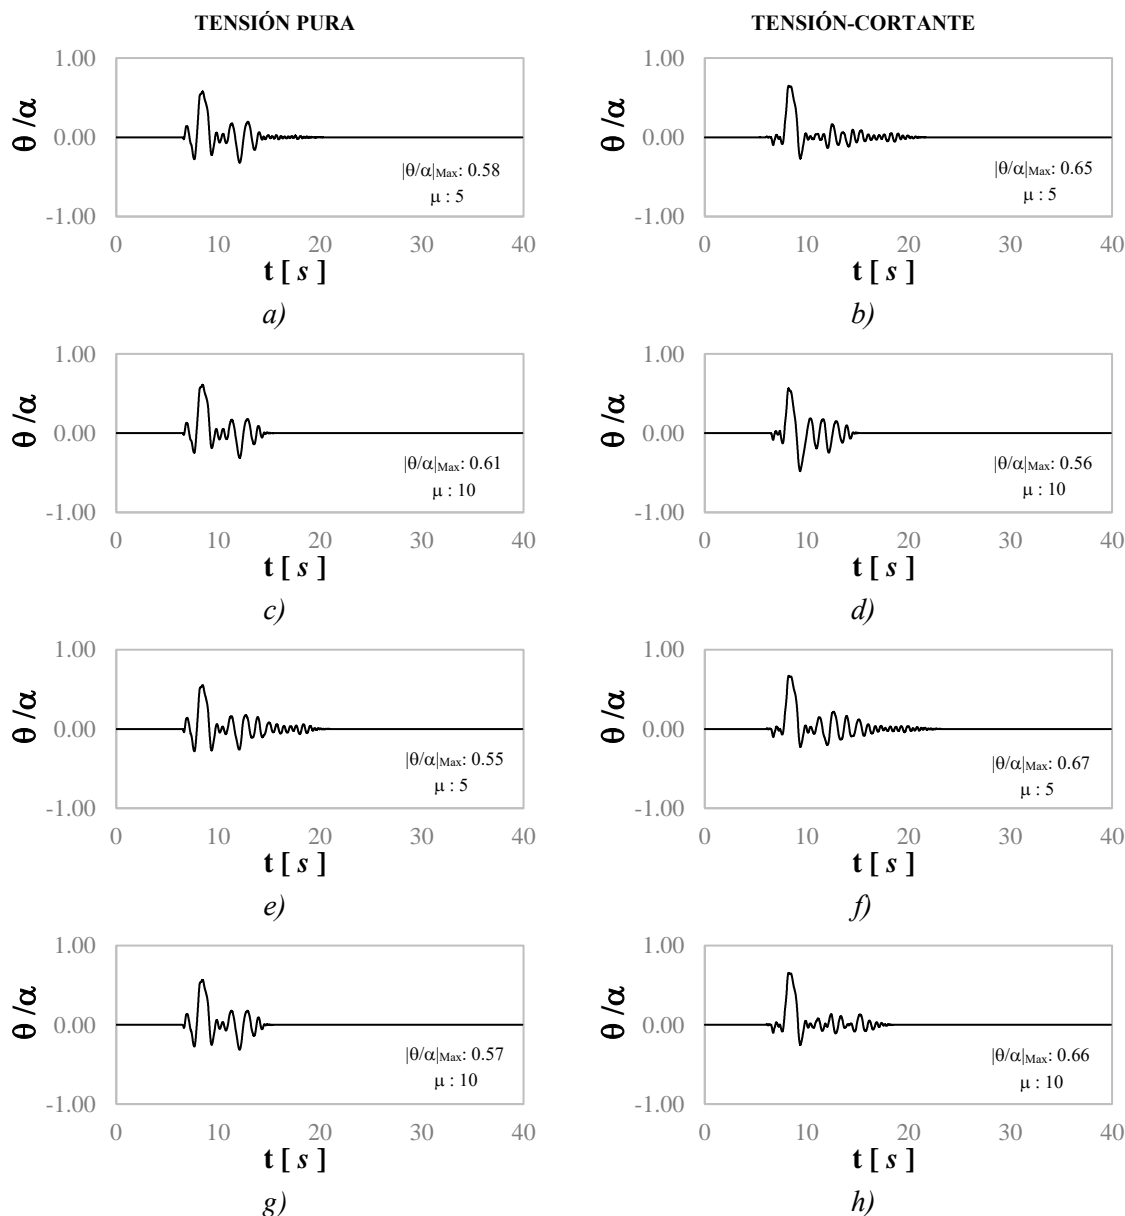 TENSIÓN PURA
TENSIÓN-CORTANTE
1.00
0.00
-1.00
θ /α
|θ/α|Max: 0.58
μ : 5
0 10 20 30 40
t [ s ]
a)
1.00
0.00
-1.00
θ /α
|θ/α|Max: 0.65
μ : 5
0 10 20 30 40
t [ s ]
b)
1.00
0.00
-1.00
θ /α
|θ/α|Max: 0.61
μ : 10
0 10 20 30 40
t [ s ]
c)
1.00
0.00
-1.00
θ /α
|θ/α|Max: 0.56
μ : 10
0 10 20 30 40
t [ s ]
d)
1.00
0.00
-1.00
θ /α
|θ/α|Max: 0.55
μ : 5
0 10 20 30 40
t [ s ]
e)
1.00
0.00
-1.00
θ /α
|θ/α|Max: 0.67
μ : 5
0 10 20 30 40
t [ s ]
f)
1.00
0.00
-1.00
θ /α
|θ/α|Max: 0.57
μ : 10
0 10 20 30 40
t [ s ]
g)
1.00
0.00
-1.00
θ /α
|θ/α|Max: 0.66
μ : 10
0 10 20 30 40
t [ s ]
h)